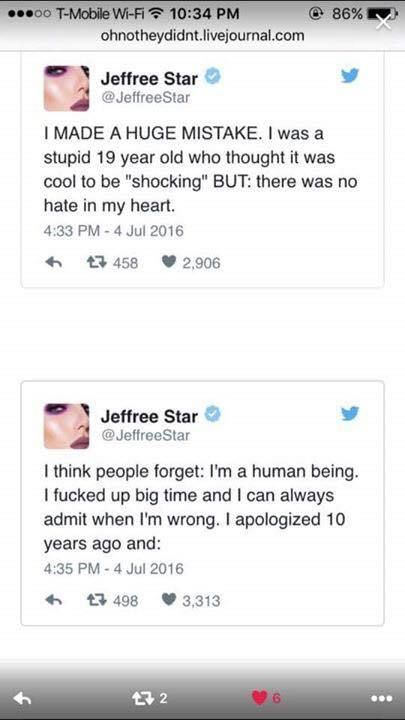 T-Mobile Wi-Fi 10:34 PM 86%
ohnotheydidnt.livejournal.com
Jeffree Star
@JeffreeStar
I MADE A HUGE MISTAKE. I was a
stupid 19 year old who thought it was
cool to be "shocking" BUT: there was no
hate in my heart.
4:33 PM - 4 Jul 2016
458 2,906
Jeffree Star
@JeffreeStar
I think people forget: I'm a human being.
I fucked up big time and I can always
admit when I'm wrong. I apologized 10
years ago and:
4:35 PM - 4 Jul 2016
498 3,313
2 6